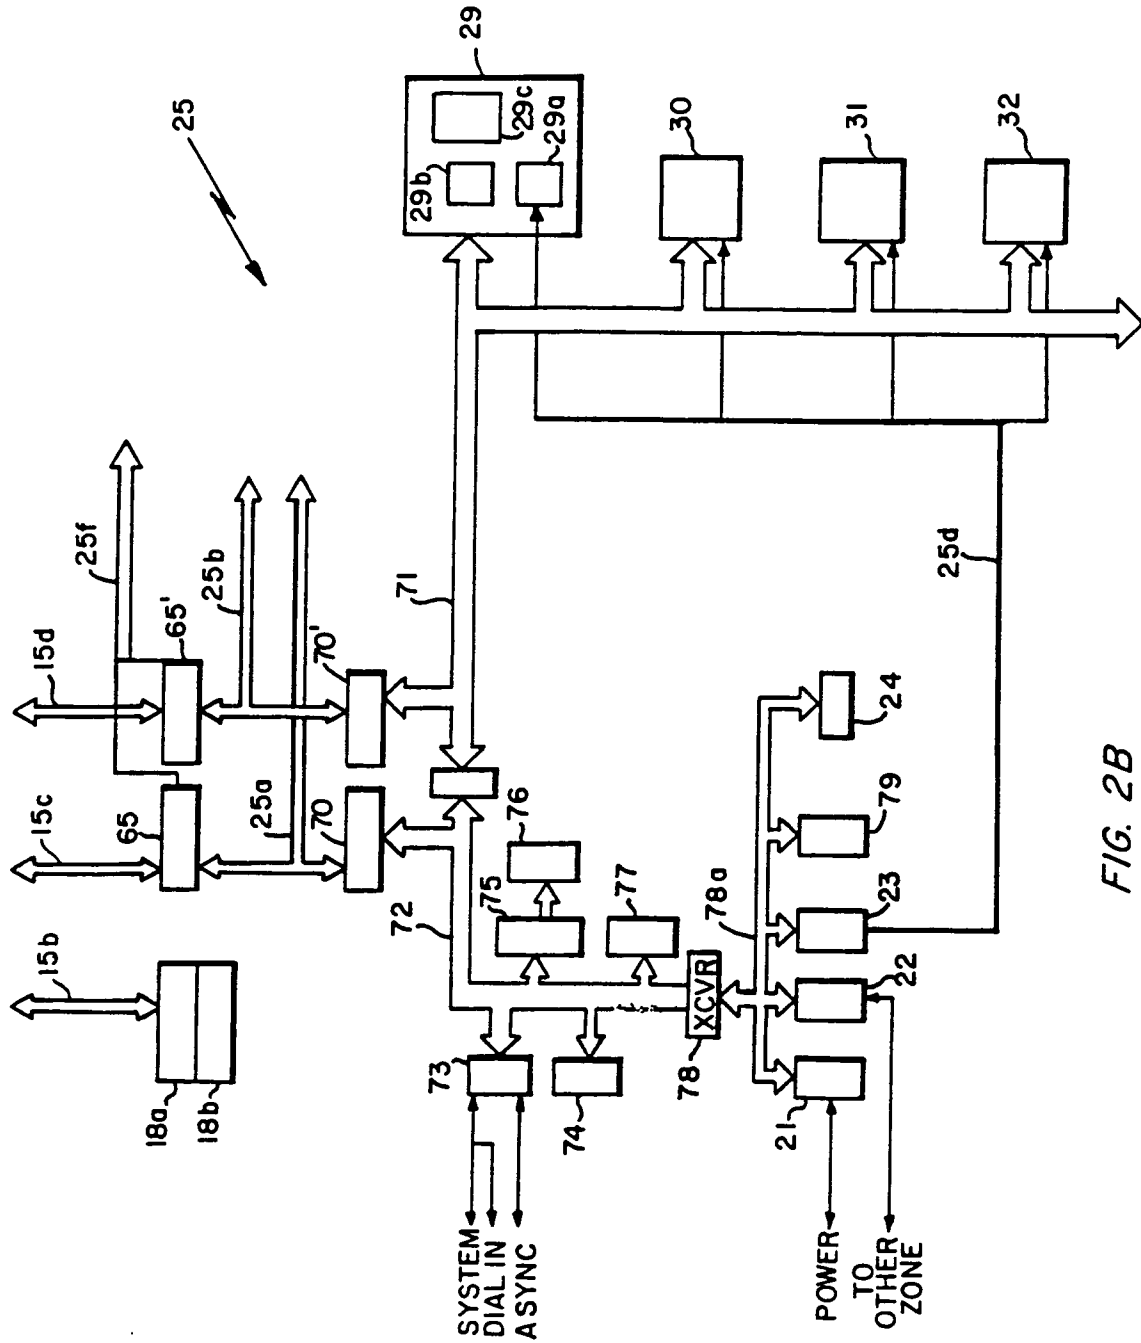 25
29
29c
29b
29a
30
31
32
25f
15d
65'
25b
71
70'
15c
65
25a
70
72
76
75
77
15b
18a
18b
73
74
78
XCVR
78a
24
79
23
22
21
25d
SYSTEM
DIAL IN
ASYNC
POWER
TO
OTHER
ZONE
FIG. 2B